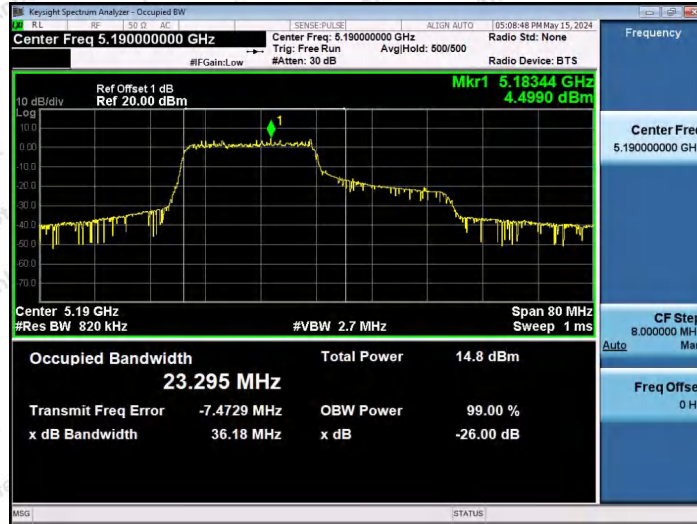 Keysight Spectrum Analyzer - Occupied BW
RL RF 50 Ω AC SENSE:PULSE ALIGN AUTO 05:08:48 PM May 15, 2024
Center Freq 5.190000000 GHz
Center Freq: 5.190000000 GHz
Radio Std: None
Trig: Free Run Avg|Hold: 500/500
#IFGain:Low #Atten: 30 dB Radio Device: BTS
Frequency
Mkr1 5.18344 GHz
4.4990 dBm
Ref Offset 1 dB
10 dB/div Ref 20.00 dBm
Log
10.0
0.00
-10.0
-20.0
-30.0
-40.0
-50.0
-60.0
-70.0
1
Center 5.19 GHz Span 80 MHz
#Res BW 820 kHz #VBW 2.7 MHz Sweep 1 ms
Occupied Bandwidth Total Power 14.8 dBm
23.295 MHz
Transmit Freq Error -7.4729 MHz OBW Power 99.00 %
x dB Bandwidth 36.18 MHz x dB -26.00 dB
Center Fre
5.190000000 GH
CF Step
8.000000 MH
Auto Ma
Freq Offse
0 H
MSG STATUS